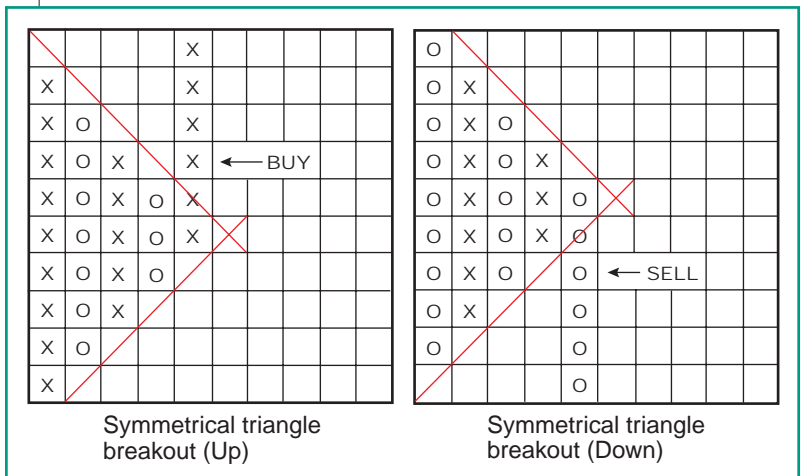 X
X X
X O X
X O X X ← BUY
X O X O X
X O X O X
X O X O
X O X
X O
X
Symmetrical triangle
breakout (Up)
O
O X
O X O
O X O X
O X O X O
O X O X O
O X O O ← SELL
O X O
O O
O
Symmetrical triangle
breakout (Down)